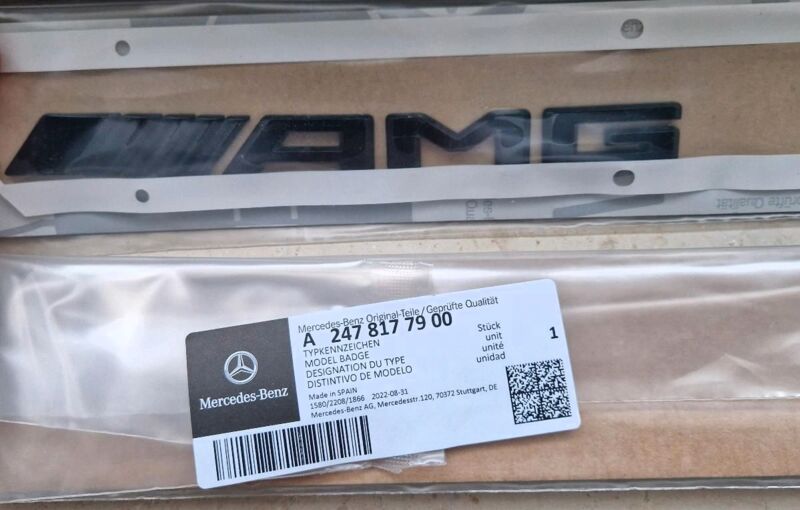 AMG
prüfte Qualität
Mercedes-Benz Original-Teile / Geprüfte Qualität
A 247 817 79 00
TYPKENNZEICHEN
MODEL BADGE
DESIGNATION DU TYPE
DISTINTIVO DE MODELO
Stück
unit
unité
unidad
1
Made in SPAIN
1580/2208/1866 2022-08-31
Mercedes-Benz AG, Mercedesstr.120, 70372 Stuttgart, DE
Mercedes-Benz